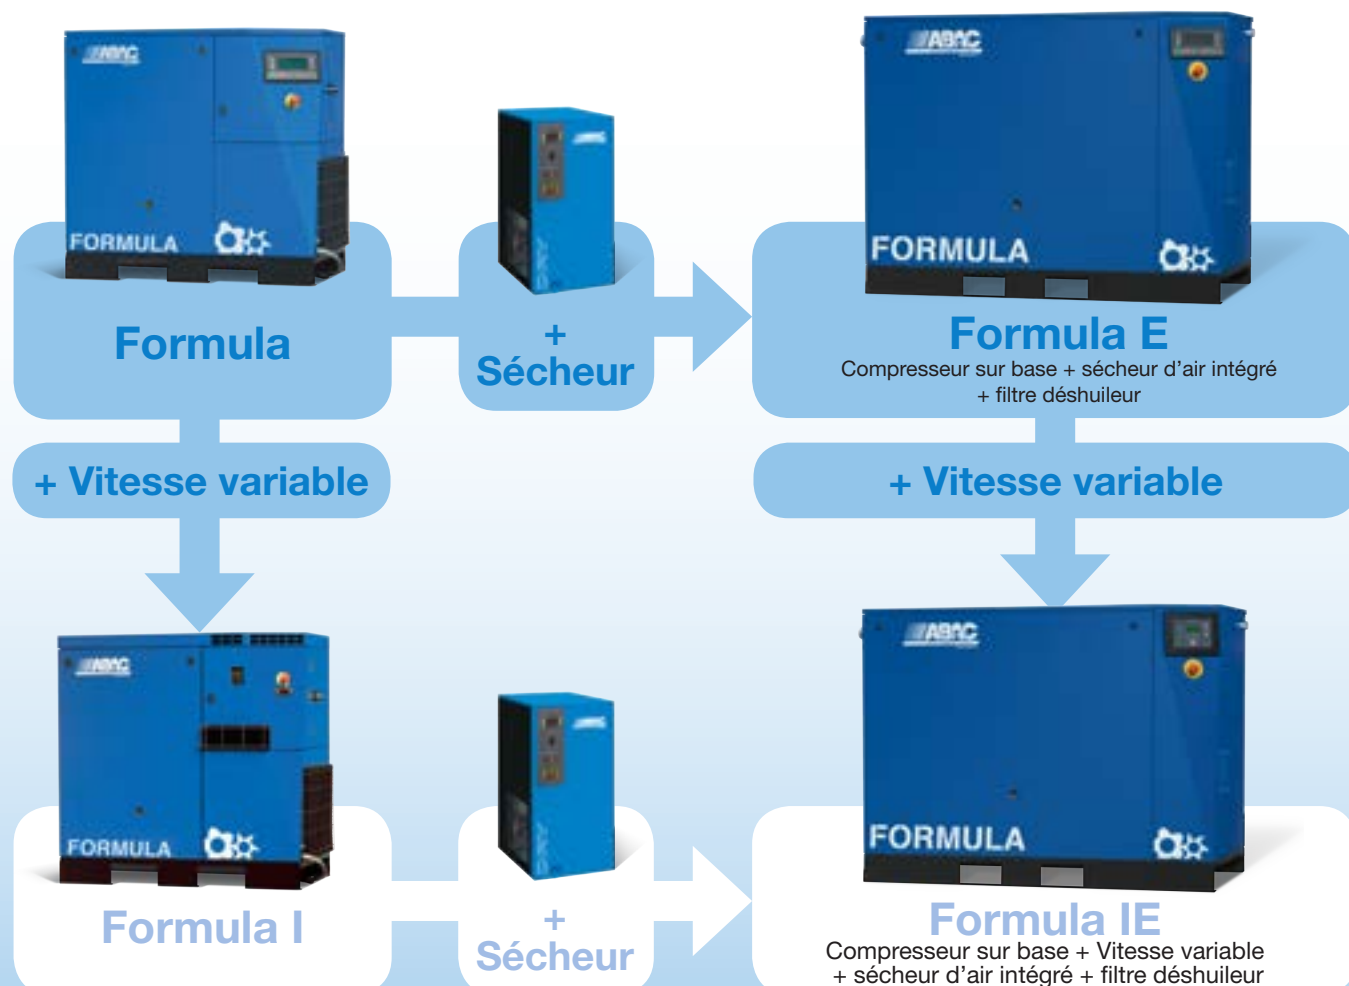 ABAC
ABAC
FORMULA
FORMULA
Formula
+
Sécheur
Formula E
Compresseur sur base + sécheur d'air intégré
+ filtre déshuileur
+ Vitesse variable
+ Vitesse variable
ABAC
ABAC
FORMULA
FORMULA
Formula I
+
Sécheur
Formula IE
Compresseur sur base + Vitesse variable
+ sécheur d'air intégré + filtre déshuileur